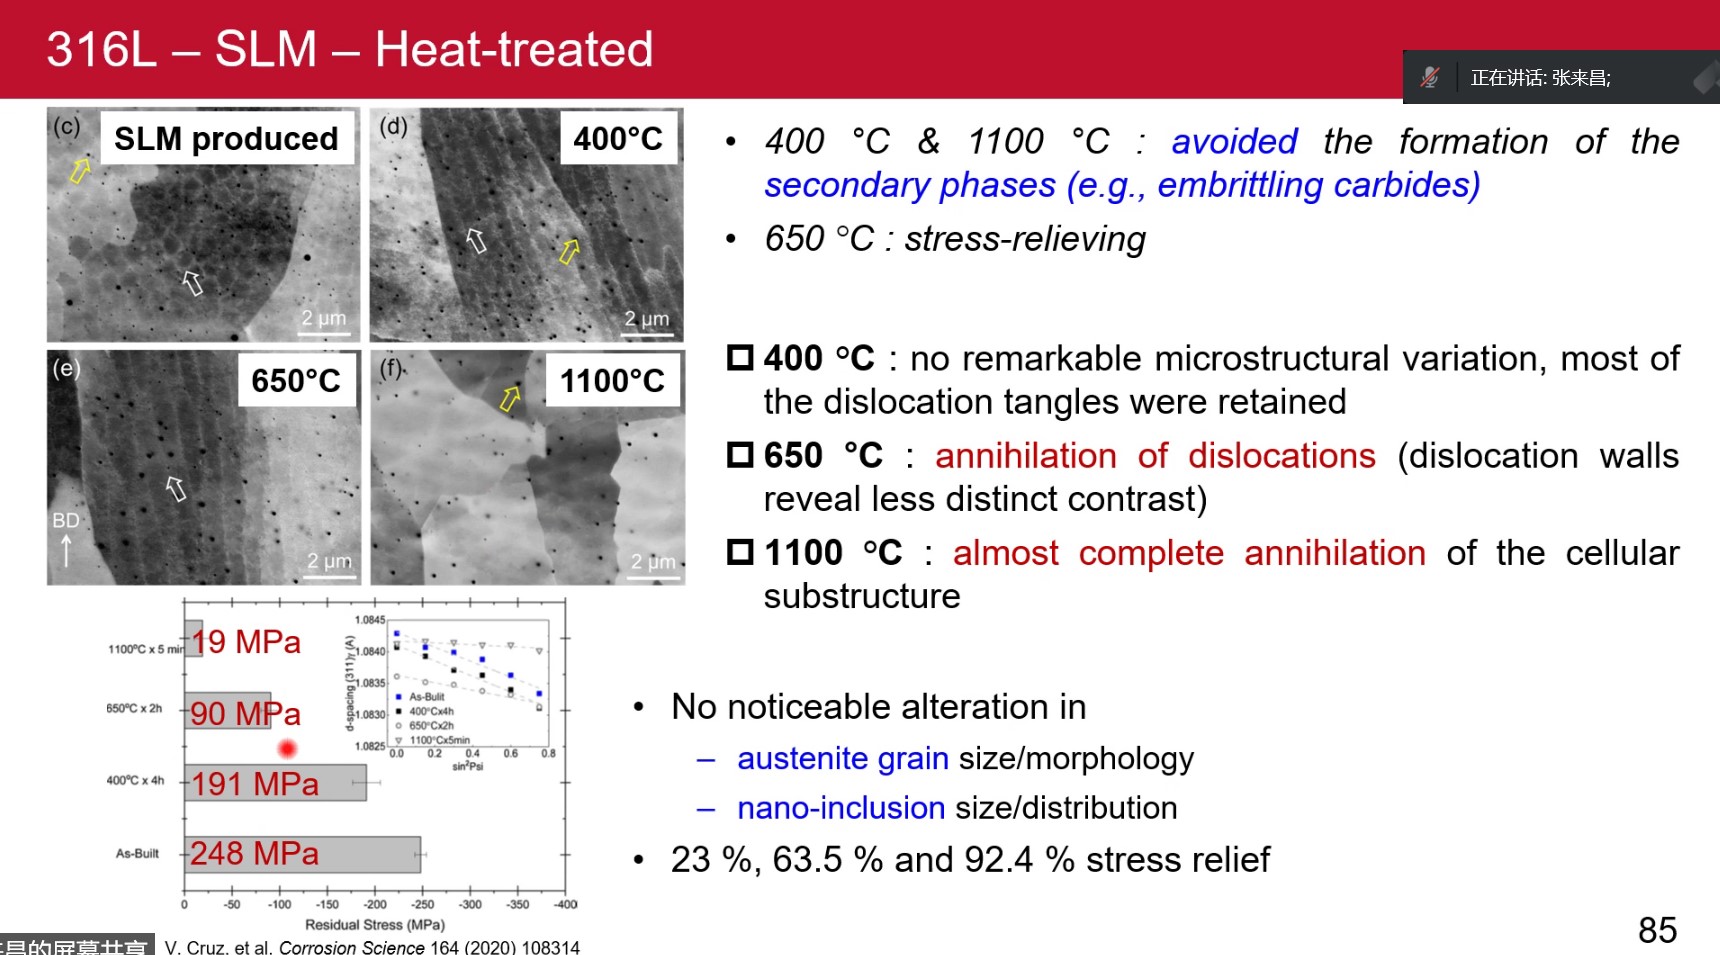 316L – SLM – Heat-treated
正在讲话: 张来昌;
(c)
SLM produced
2 μm
(d)
400°C
2 μm
(e)
650°C
BD
2 μm
(f)
1100°C
2 μm
• 400 °C & 1100 °C : avoided the formation of the
secondary phases (e.g., embrittling carbides)
• 650 °C : stress-relieving
400 °C : no remarkable microstructural variation, most of
the dislocation tangles were retained
650 °C : annihilation of dislocations (dislocation walls
reveal less distinct contrast)
1100 °C : almost complete annihilation of the cellular
substructure
1100°C x 5 min
19 MPa
650°C x 2h
90 MPa
400°C x 4h
191 MPa
As-Built
248 MPa
0 -50 -100 -150 -200 -250 -300 -350 -400
Residual Stress (MPa)
d-spacing (311)γ (A)
1.0845
1.0840
1.0835
1.0830
1.0825
As-Bulit
400°Cx4h
650°Cx2h
1100°Cx5min
0.0 0.2 0.4 0.6 0.8
sin²Psi
• No noticeable alteration in
– austenite grain size/morphology
– nano-inclusion size/distribution
• 23 %, 63.5 % and 92.4 % stress relief
昌的屏幕共享
V. Cruz, et al. Corrosion Science 164 (2020) 108314
85